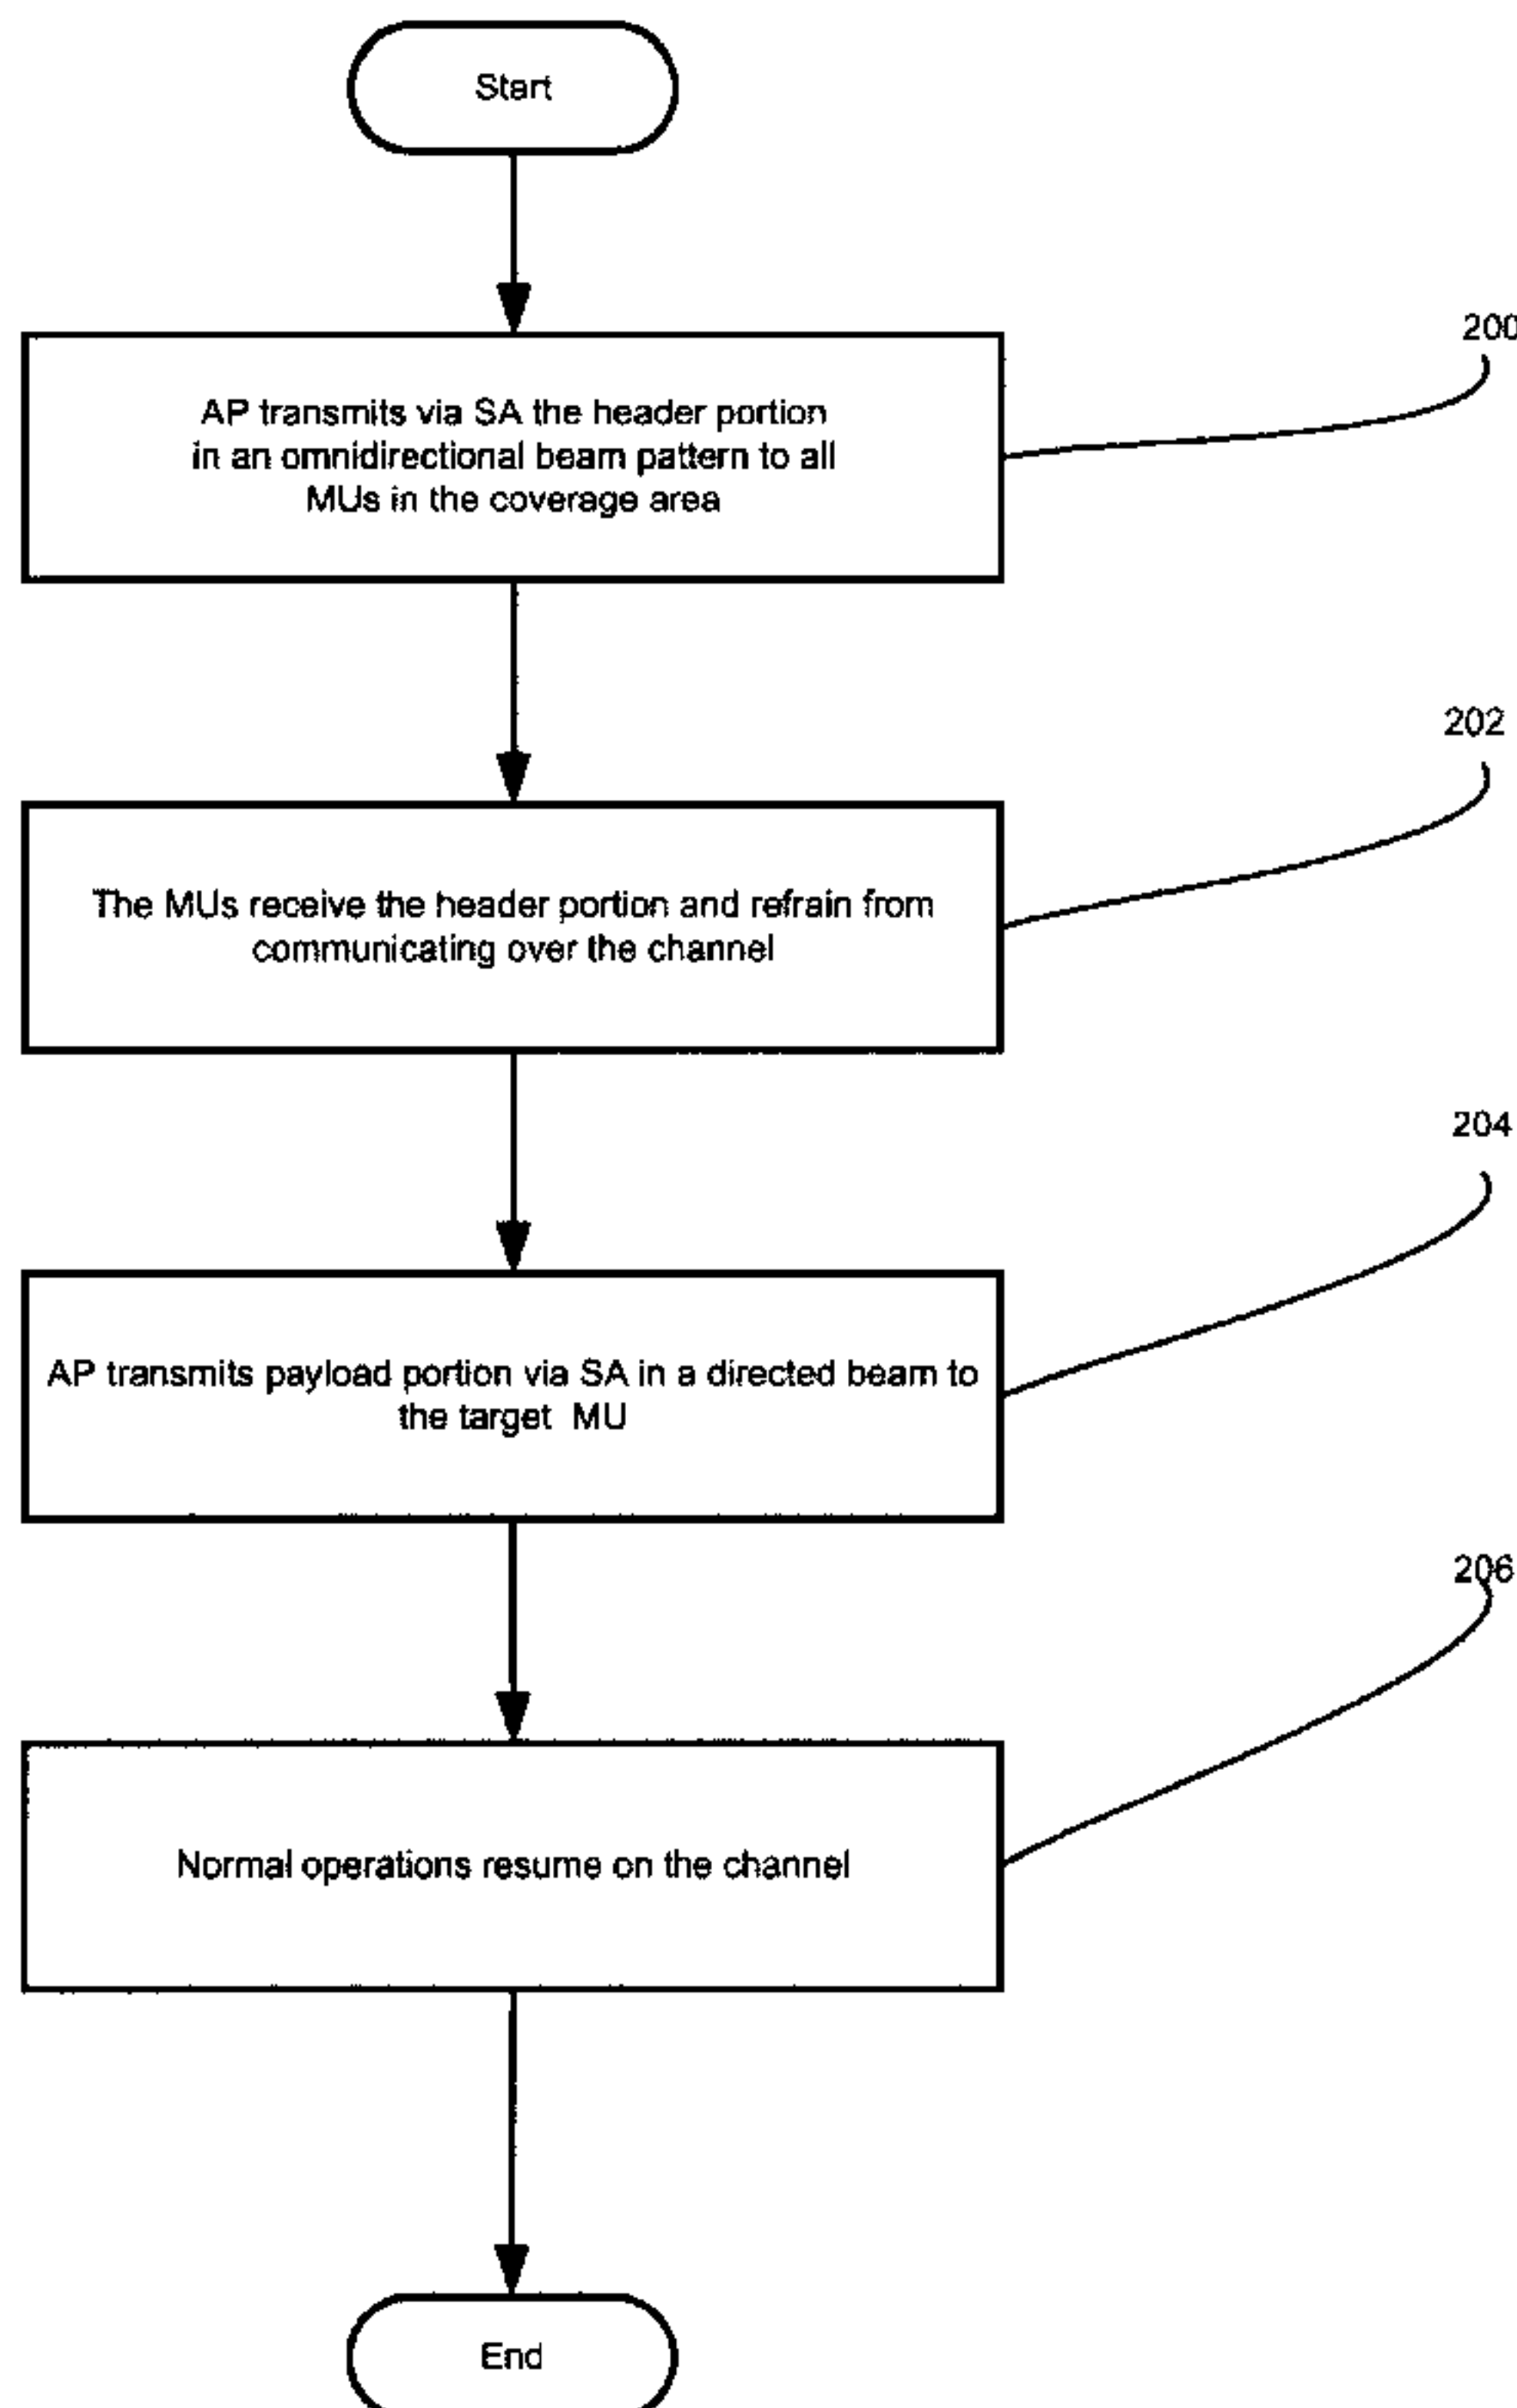 Start
200
AP transmits via SA the header portion
in an omnidirectional beam pattern to all
MUs in the coverage area
202
The MUs receive the header portion and refrain from
communicating over the channel
204
AP transmits payload portion via SA in a directed beam to
the target MU
206
Normal operations resume on the channel
End